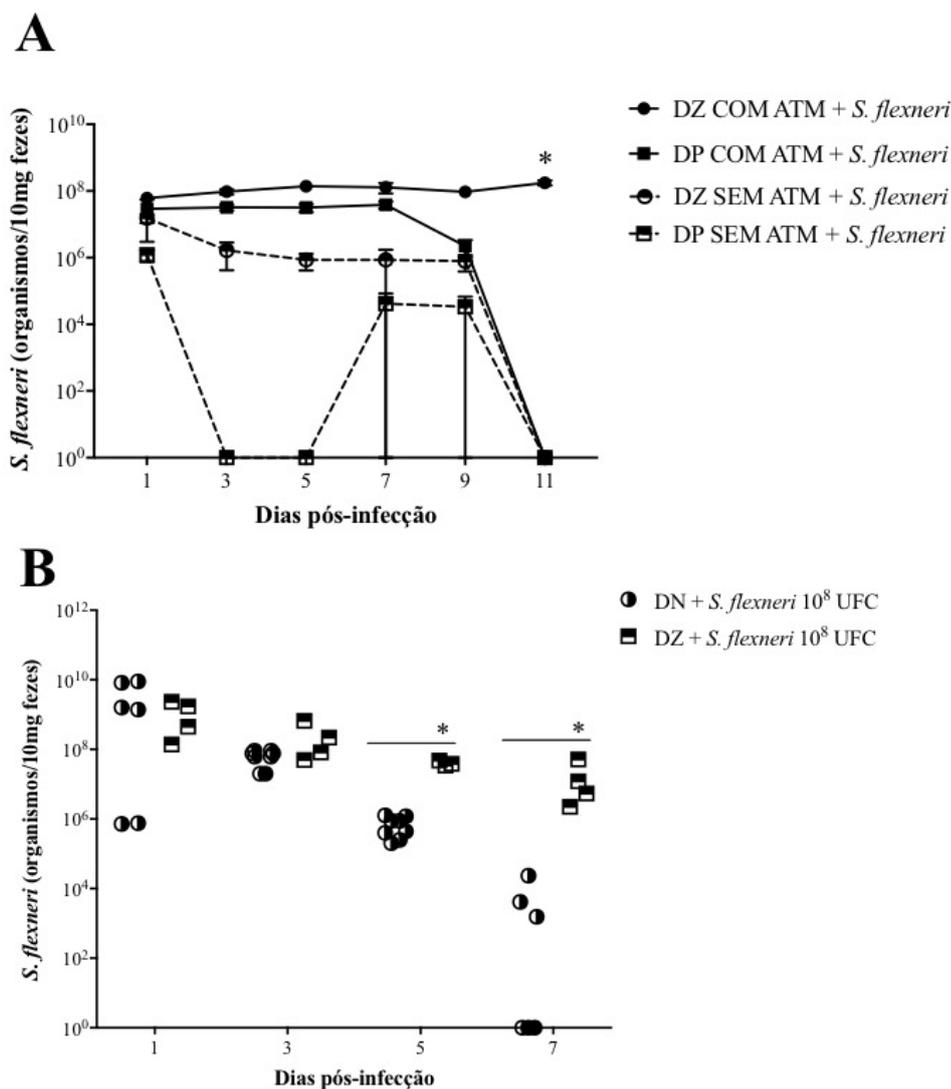 A
S. flexneri (organismos/10mg fezes)
10¹⁰
10⁸
10⁶
10⁴
10²
10⁰
1 3 5 7 9 11
Dias pós-infecção
*
DZ COM ATM + S. flexneri
DP COM ATM + S. flexneri
DZ SEM ATM + S. flexneri
DP SEM ATM + S. flexneri
B
S. flexneri (organismos/10mg fezes)
10¹²
10¹⁰
10⁸
10⁶
10⁴
10²
10⁰
1 3 5 7
Dias pós-infecção
* *
DN + S. flexneri 10⁸ UFC
DZ + S. flexneri 10⁸ UFC